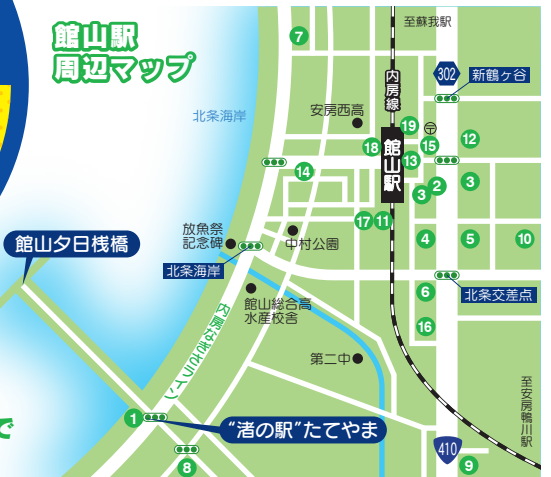 館山駅
周辺マップ
至蘇我駅
7
内房線
302
新鶴ヶ谷
北条海岸
安房西高
19
〒
12
18
館山駅
13
15
14
3
2
3
17
11
放魚祭
記念碑
中村公園
4
5
10
館山夕日桟橋
北条海岸
北条交差点
館山総合高
水産校舎
6
16
内房なぎさライン
第二中
至安房鴨川駅
で
1
“渚の駅”たてやま
410
8
9